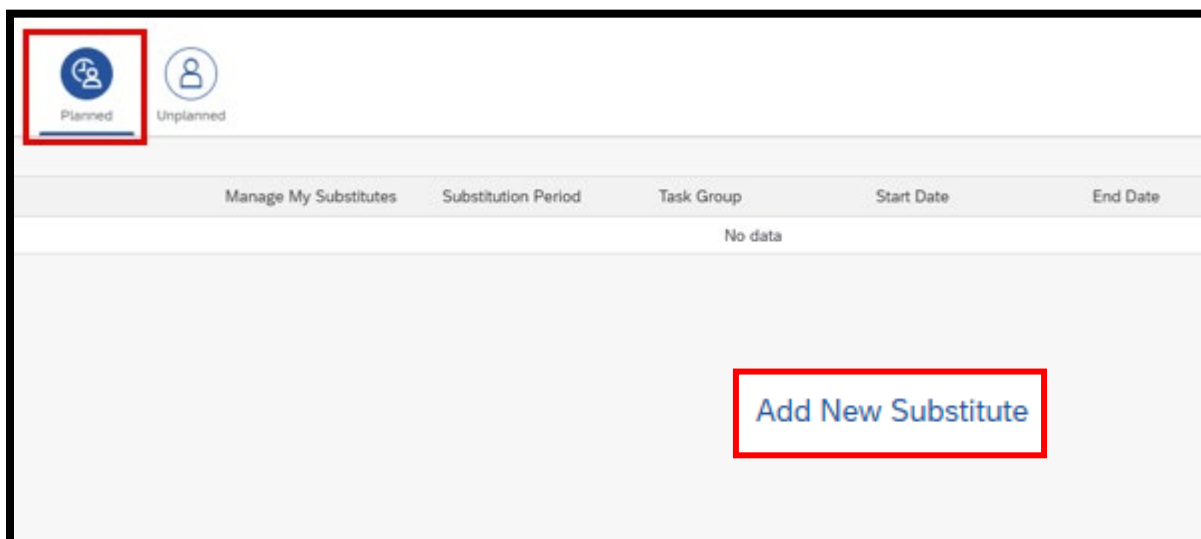 Planned Unplanned
Manage My Substitutes Substitution Period Task Group Start Date End Date
No data
Add New Substitute